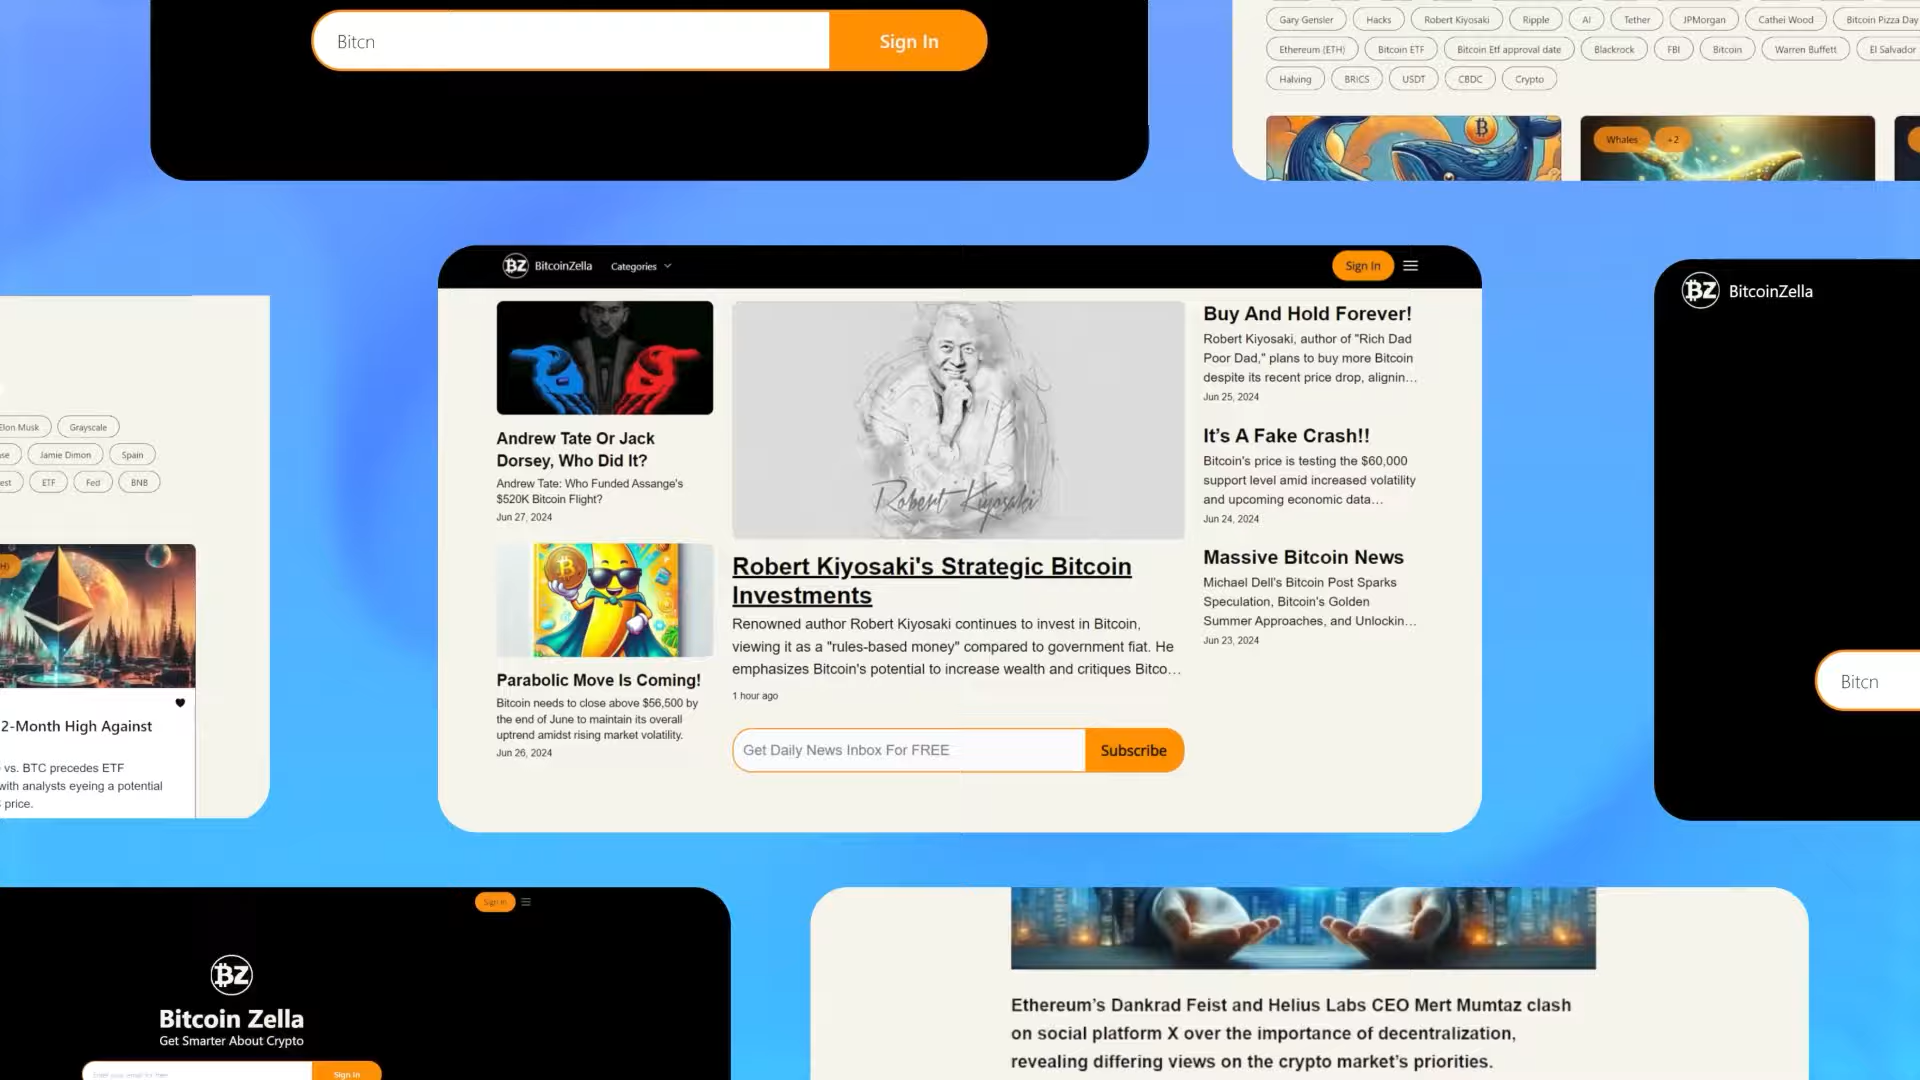 Bitcn
Sign In
Gary Gensler
Hacks
Robert Kiyosaki
Ripple
AI
Tether
JPMorgan
Cathei Wood
Bitcoin Pizza Day
Ethereum (ETH)
Bitcoin ETF
Bitcoin Etf approval date
Blackrock
FBI
Bitcoin
Warren Buffett
El Salvador
Halving
BRICS
USDT
CBDC
Crypto
Whales
+2
BZ BitcoinZella
Categories
Sign In
Andrew Tate Or Jack
Dorsey, Who Did It?
Andrew Tate: Who Funded Assange's
$520K Bitcoin Flight?
Jun 27, 2024
Parabolic Move Is Coming!
Bitcoin needs to close above $56,500 by
the end of June to maintain its overall
uptrend amidst rising market volatility.
Jun 26, 2024
Robert Kiyosaki
Robert Kiyosaki's Strategic Bitcoin
Investments
Renowned author Robert Kiyosaki continues to invest in Bitcoin,
viewing it as a "rules-based money" compared to government fiat. He
emphasizes Bitcoin's potential to increase wealth and critiques Bitco…
1 hour ago
Get Daily News Inbox For FREE
Subscribe
Buy And Hold Forever!
Robert Kiyosaki, author of "Rich Dad
Poor Dad," plans to buy more Bitcoin
despite its recent price drop, alignin…
Jun 25, 2024
It’s A Fake Crash!!
Bitcoin's price is testing the $60,000
support level amid increased volatility
and upcoming economic data…
Jun 24, 2024
Massive Bitcoin News
Michael Dell's Bitcoin Post Sparks
Speculation, Bitcoin's Golden
Summer Approaches, and Unlockin…
Jun 23, 2024
Elon Musk
Grayscale
Jamie Dimon
Spain
ETF
Fed
BNB
2-Month High Against
vs. BTC precedes ETF
with analysts eyeing a potential
price.
BZ BitcoinZella
Bitcn
Sign In
BZ
Bitcoin Zella
Get Smarter About Crypto
Enter your email for free
Sign In
Ethereum’s Dankrad Feist and Helius Labs CEO Mert Mumtaz clash
on social platform X over the importance of decentralization,
revealing differing views on the crypto market’s priorities.